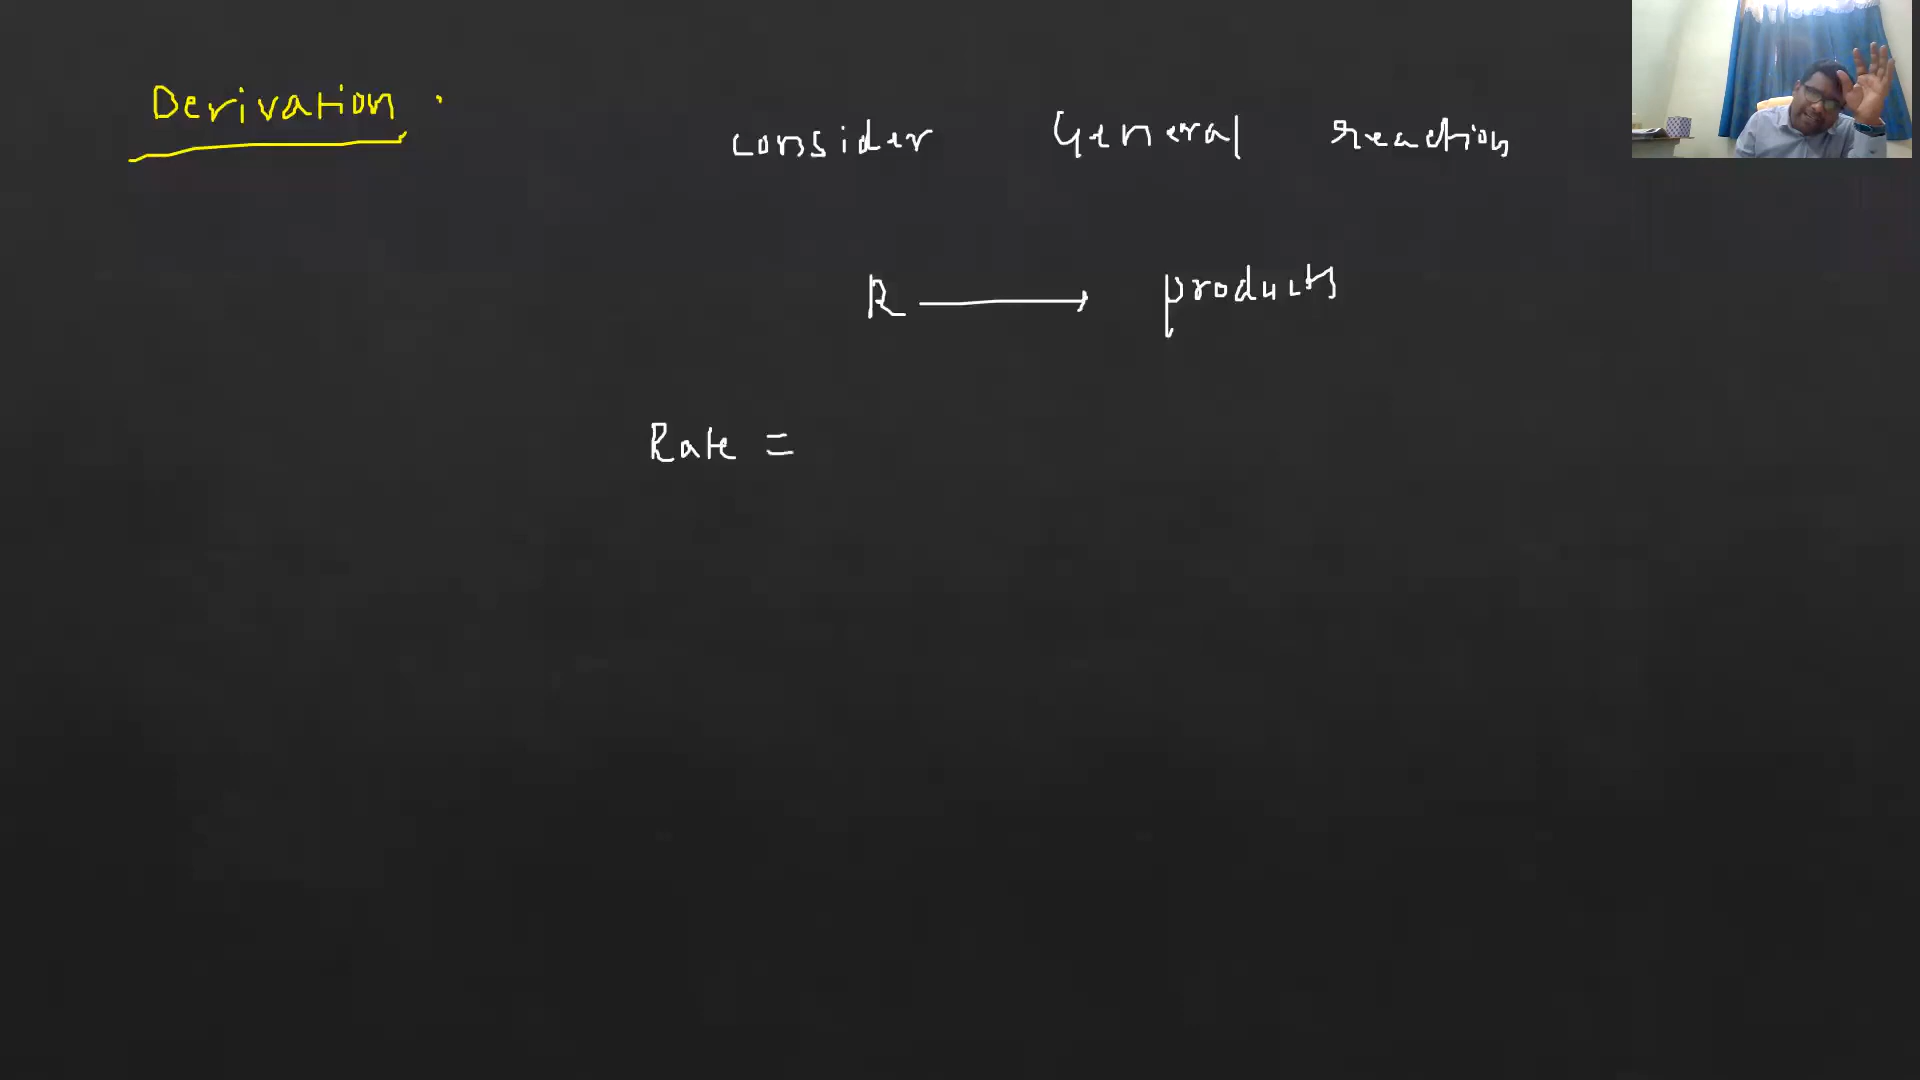 Derivation.
consider General reaction
R → products
Rate =